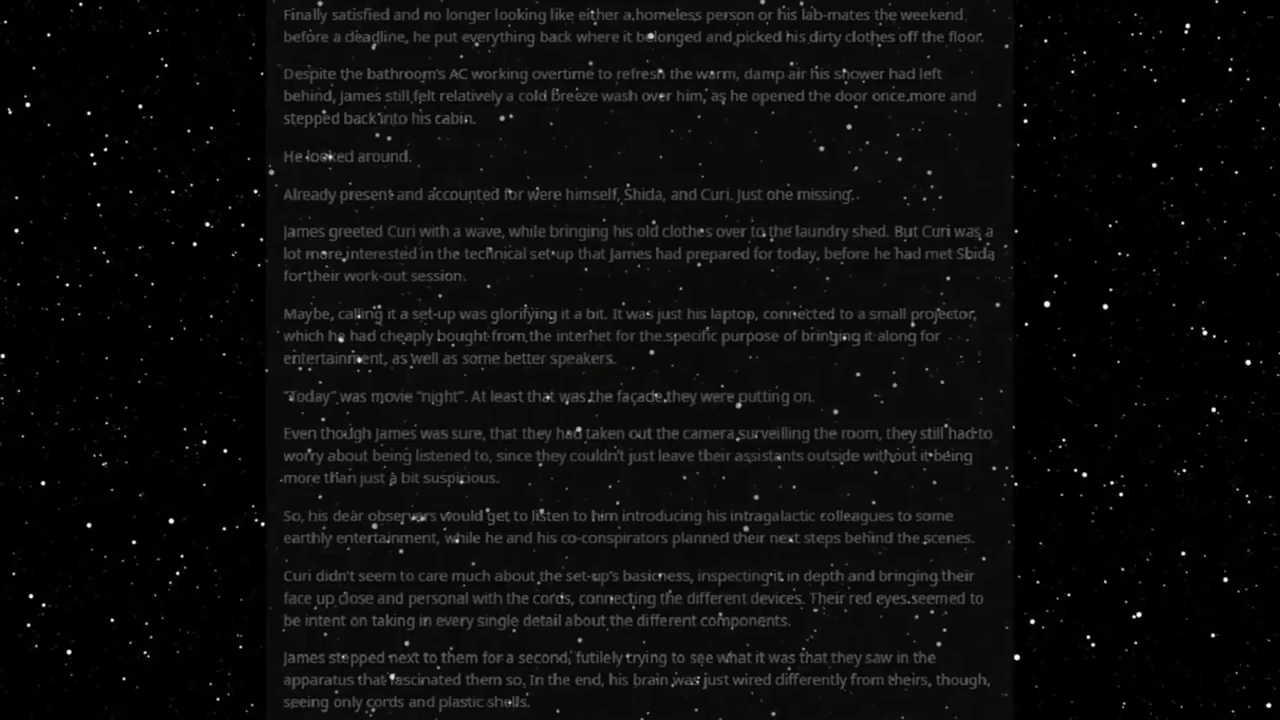 Finally satisfied and no longer looking like either a homeless person or his lab-mates the weekend
before a deadline, he put everything back where it belonged and picked his dirty clothes off the floor.
Despite the bathroom's AC working overtime to refresh the warm, damp air his shower had left
behind, James still felt relatively a cold breeze wash over him, as he opened the door once more and
stepped back into his cabin.
He looked around.
Already present and accounted for were himself, Shida, and Curi. Just one missing.
James greeted Curi with a wave, while bringing his old clothes over to the laundry shed. But Curi was a
lot more interested in the technical set-up that James had prepared for today, before he had met Shida
for their work-out session.
Maybe, calling it a set-up was glorifying it a bit. It was just his laptop, connected to a small projector,
which he had cheaply bought from the internet for the specific purpose of bringing it along for
entertainment, as well as some better speakers.
“Today” was movie “night”. At least that was the façade they were putting on.
Even though James was sure, that they had taken out the camera surveilling the room, they still had to
worry about being listened to, since they couldn't just leave their assistants outside without it being
more than just a bit suspicious.
So, his dear observers would get to listen to him introducing his intragalactic colleagues to some
earthly entertainment, while he and his co-conspirators planned their next steps behind the scenes.
Curi didn't seem to care much about the set-up's basicness, inspecting it in depth and bringing their
face up close and personal with the cords, connecting the different devices. Their red eyes seemed to
be intent on taking in every single detail about the different components.
James stepped next to them for a second, futilely trying to see what it was that they saw in the
apparatus that fascinated them so. In the end, his brain was just wired differently from theirs, though,
seeing only cords and plastic shells.